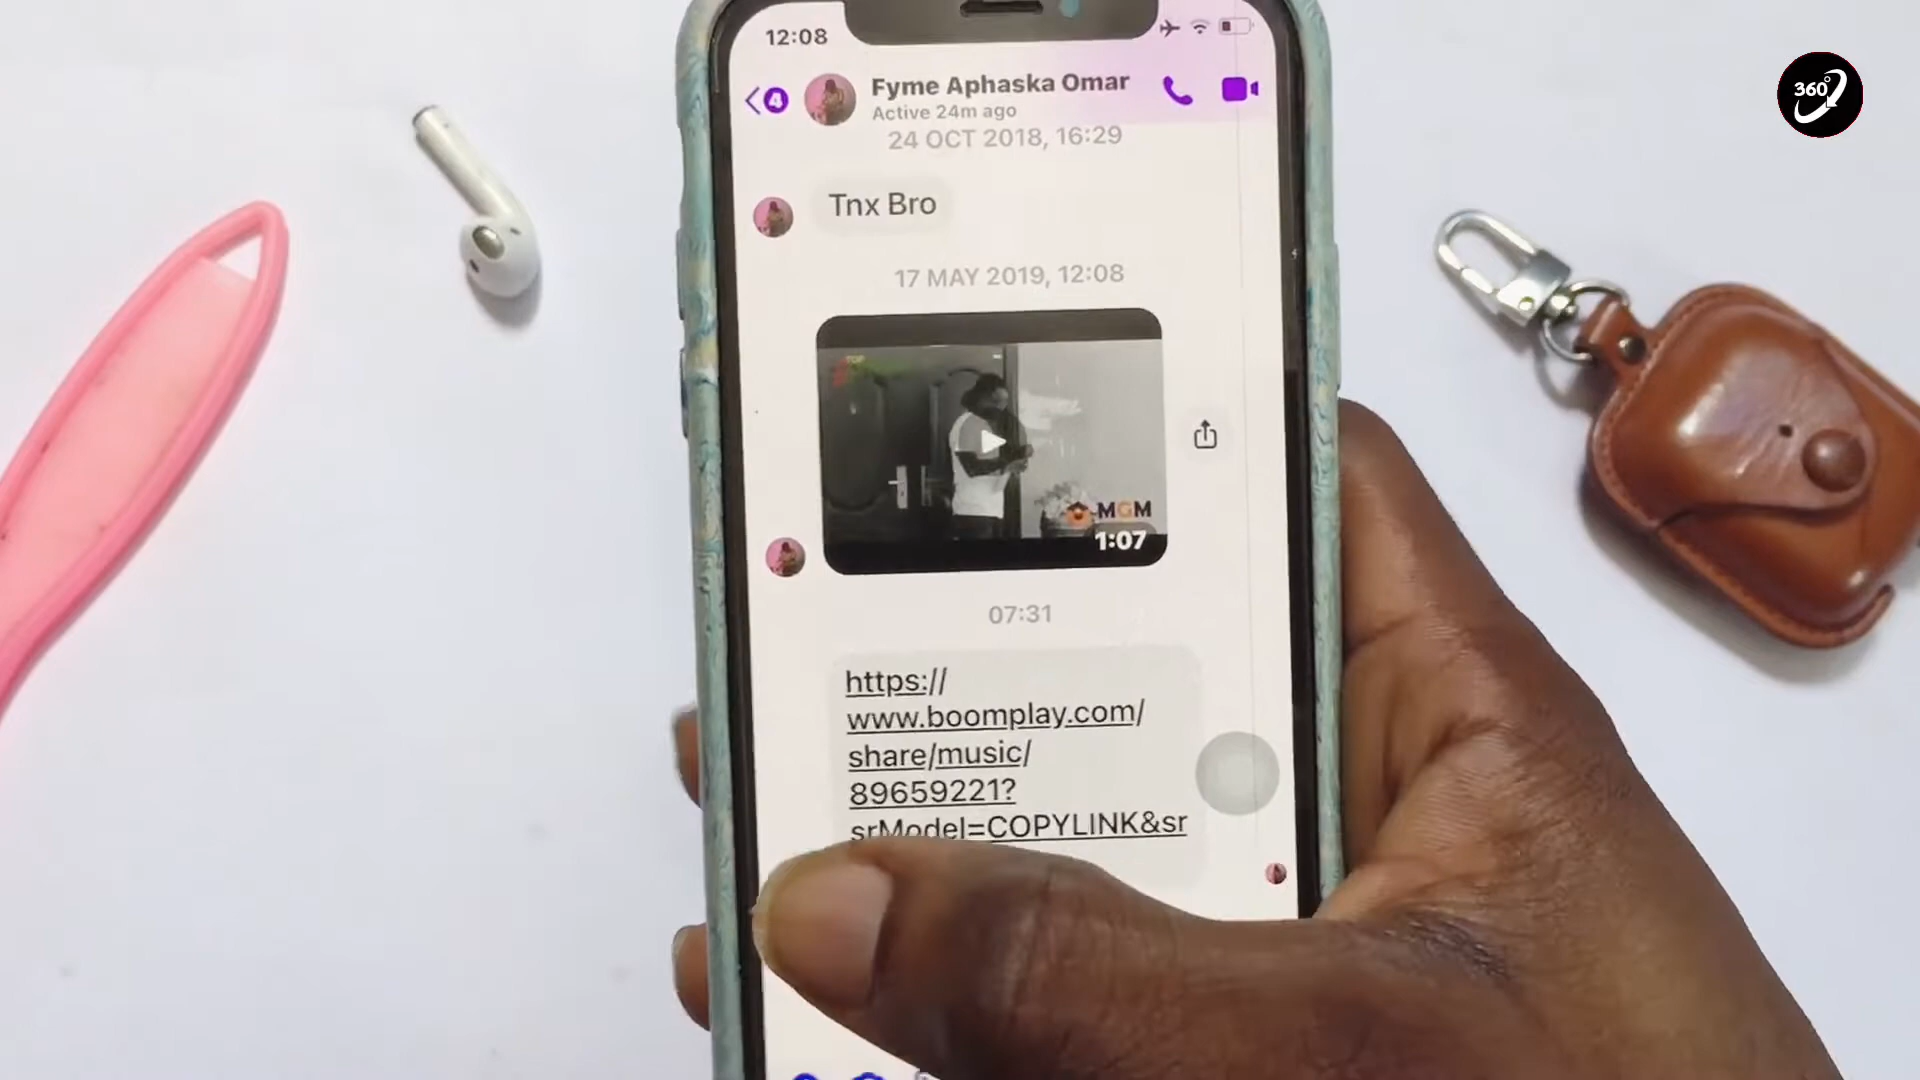 12:08
4
Fyme Aphaska Omar
Active 24m ago
24 OCT 2018, 16:29
Tnx Bro
17 MAY 2019, 12:08
TOP
MGM
1:07
07:31
https://
www.boomplay.com/
share/music/
89659221?
srModel=COPYLINK&sr
360°